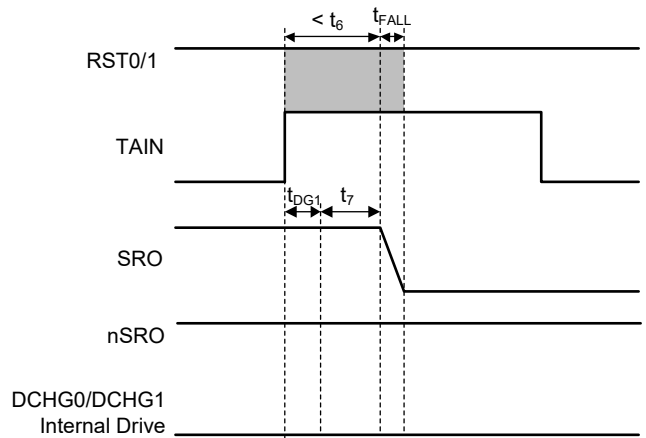 < t6 tFALL
RST0/1
TAIN
tDG1 t7
SRO
nSRO
DCHG0/DCHG1
Internal Drive